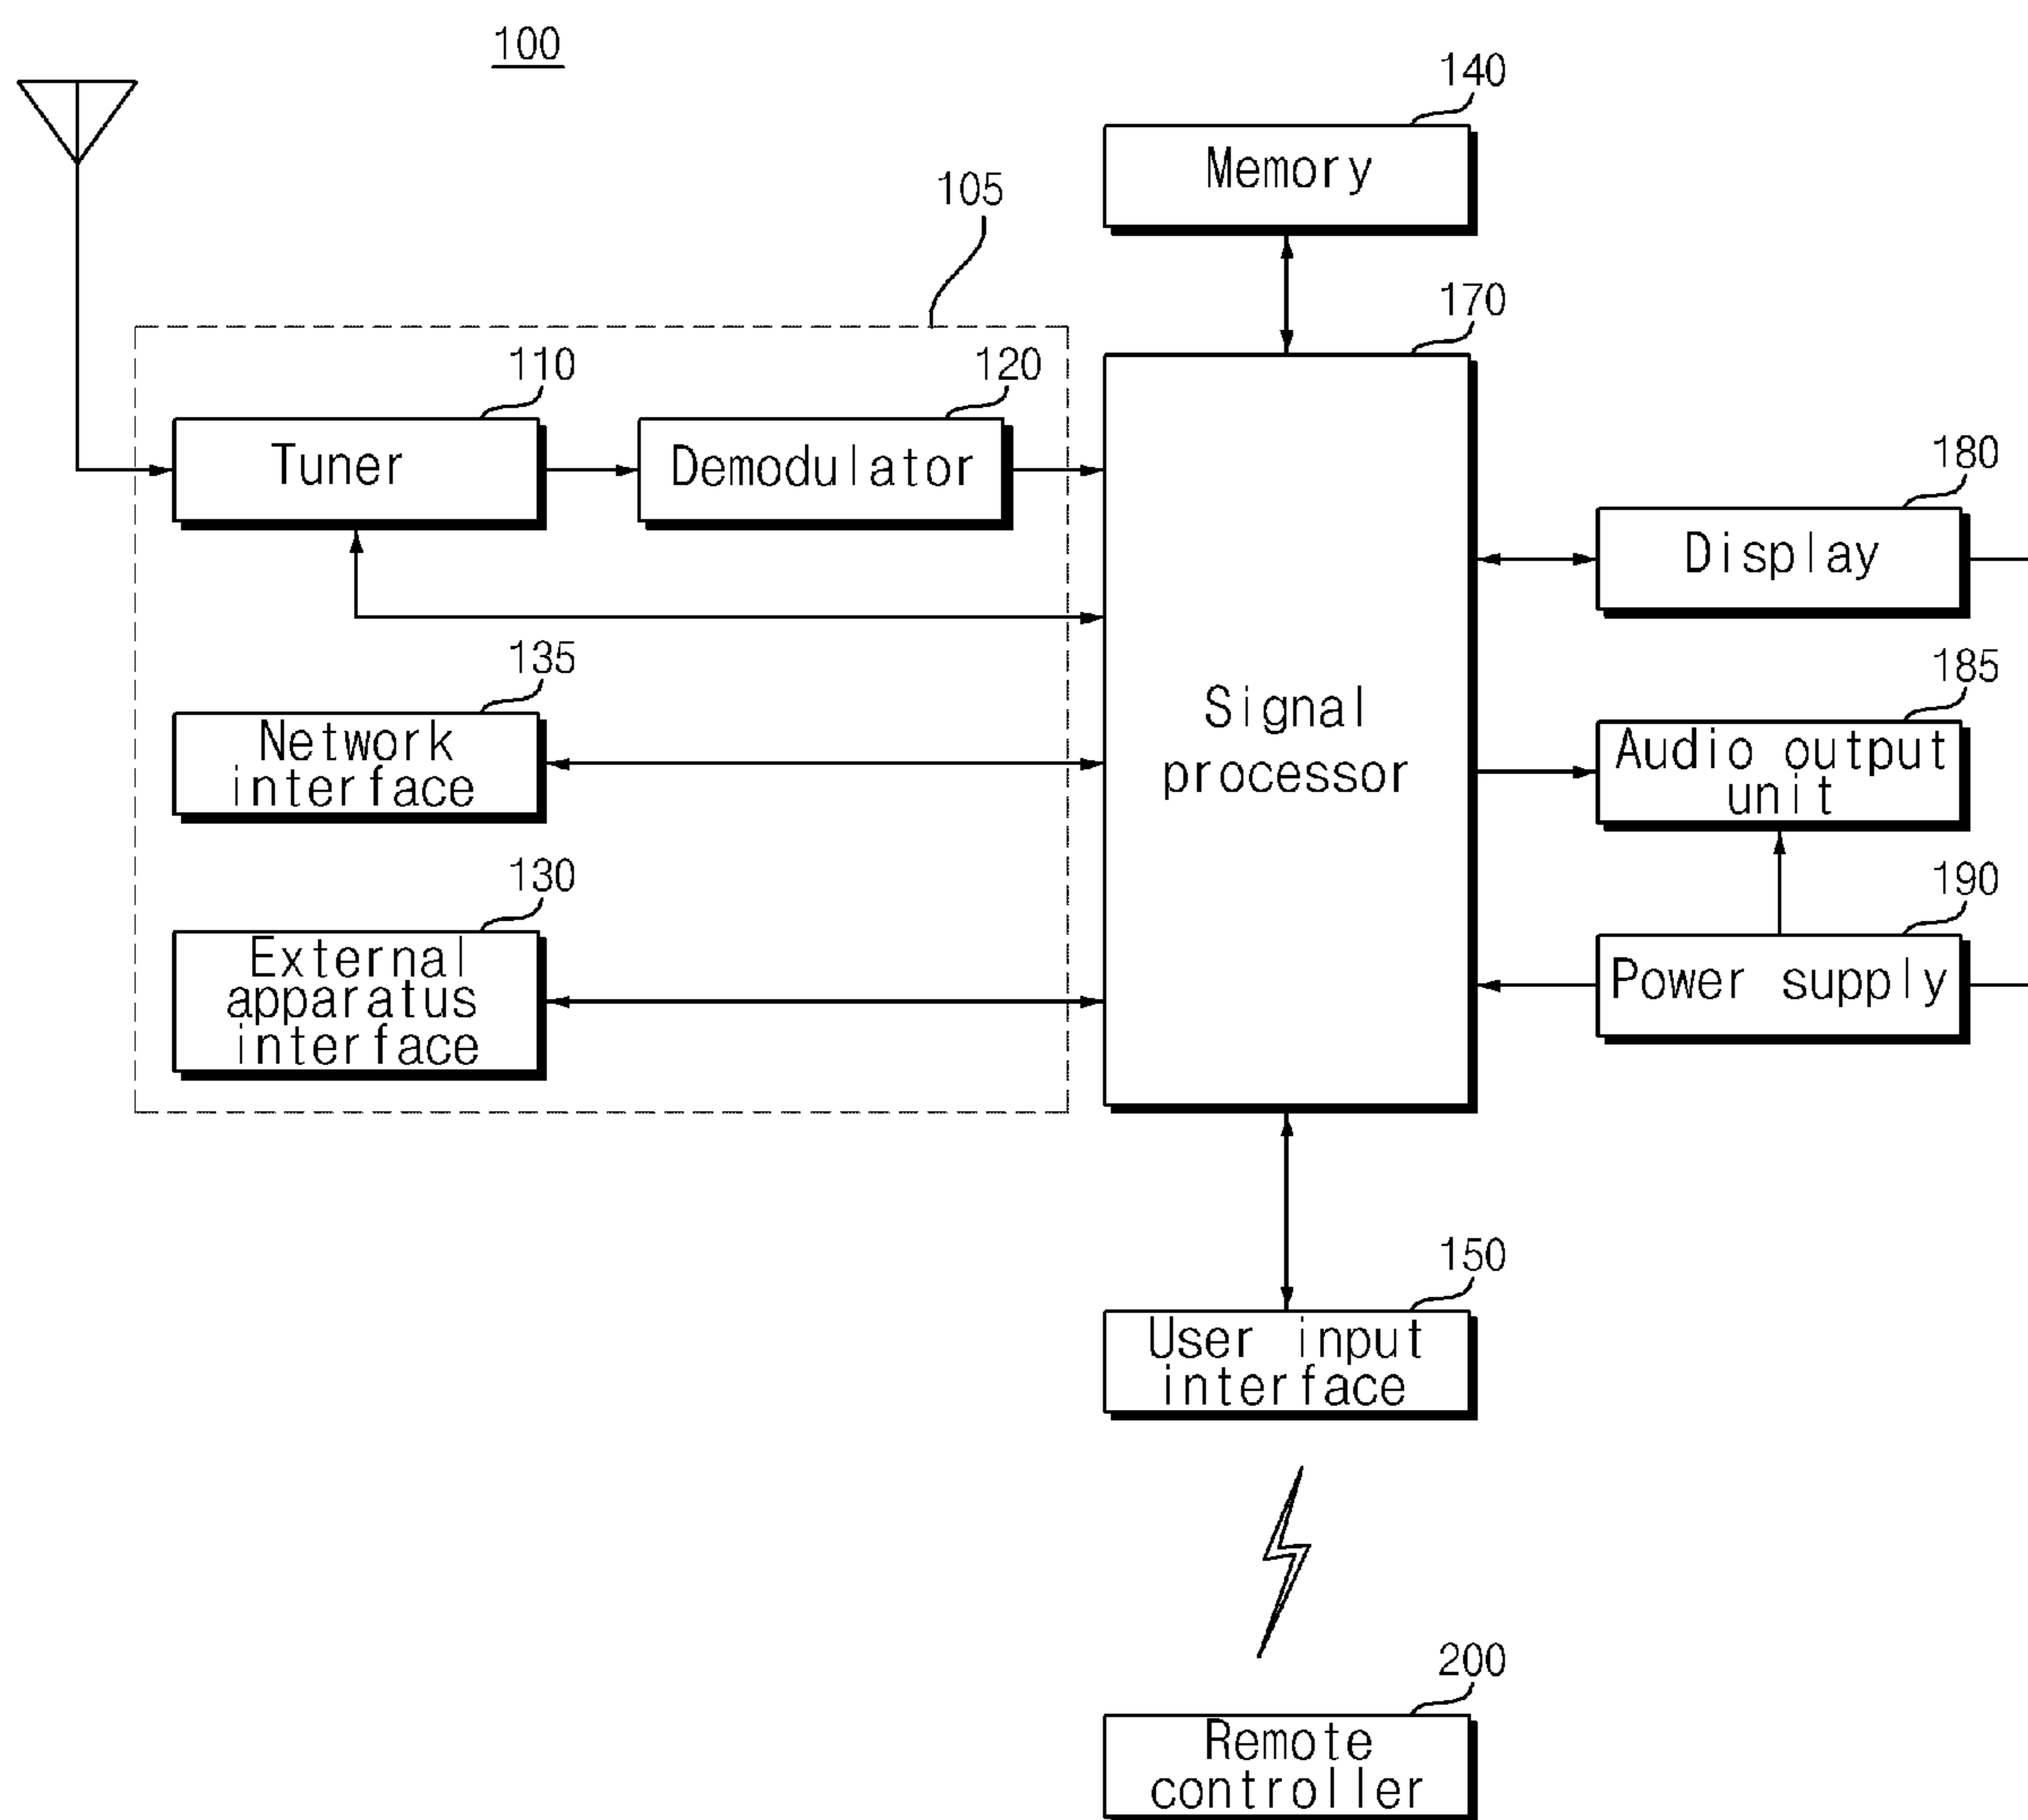 100
140
Memory
105
170
110
120
Tuner
Demodulator
180
Display
135
Network
interface
Signal
processor
185
Audio output
unit
130
External
apparatus
interface
190
Power supply
150
User input
interface
200
Remote
controller